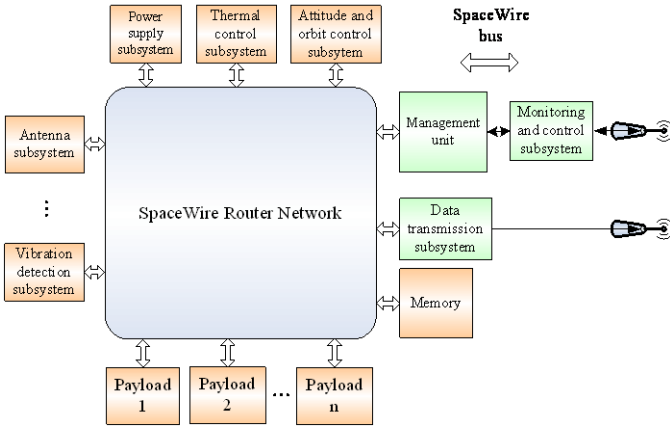 Power
supply
subsystem
Thermal
control
subsystem
Attitude and
orbit control
subsytem
SpaceWire
bus
Antenna
subsystem
Management
unit
Monitoring
and control
subsystem
...
SpaceWire Router Network
Data
transmission
subsystem
Vibration
detection
subsystem
Memory
Payload
1
Payload
2
...
Payload
n